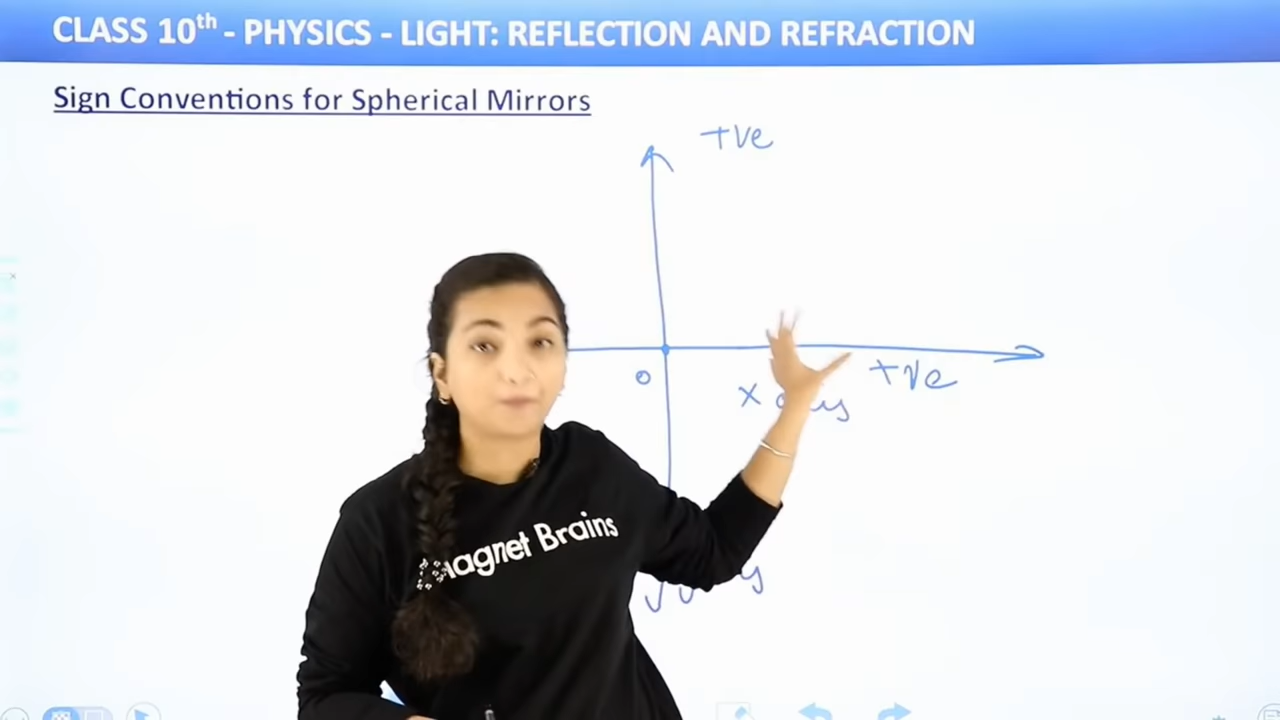 CLASS 10th - PHYSICS - LIGHT: REFLECTION AND REFRACTION
Sign Conventions for Spherical Mirrors
+ve
+ve
O
X
Magnet Brains